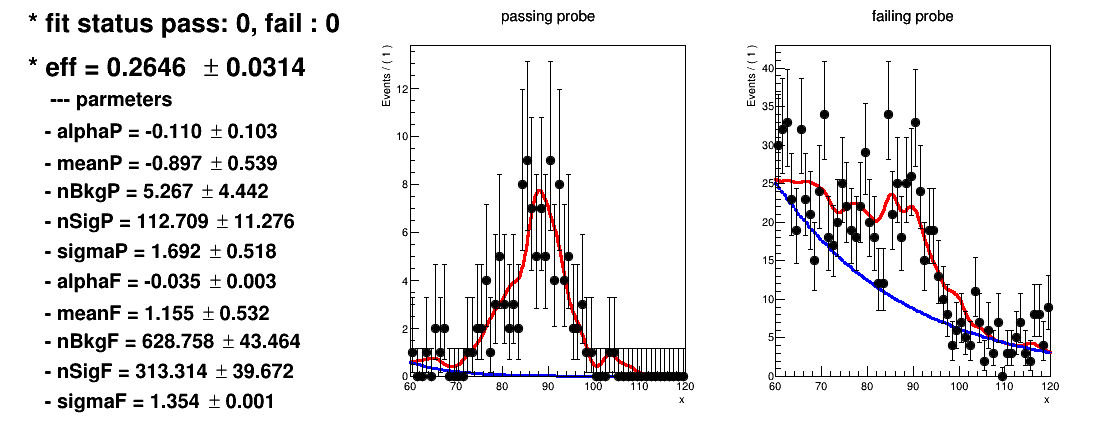 * fit status pass: 0, fail : 0
* eff = 0.2646 ± 0.0314
--- parmeters
- alphaP = -0.110 ± 0.103
- meanP = -0.897 ± 0.539
- nBkgP = 5.267 ± 4.442
- nSigP = 112.709 ± 11.276
- sigmaP = 1.692 ± 0.518
- alphaF = -0.035 ± 0.003
- meanF = 1.155 ± 0.532
- nBkgF = 628.758 ± 43.464
- nSigF = 313.314 ± 39.672
- sigmaF = 1.354 ± 0.001
passing probe
Events / ( 1 )
12
10
8
6
4
2
0
60 70 80 90 100 110 120
x
failing probe
Events / ( 1 )
40
35
30
25
20
15
10
5
0
60 70 80 90 100 110 120
x